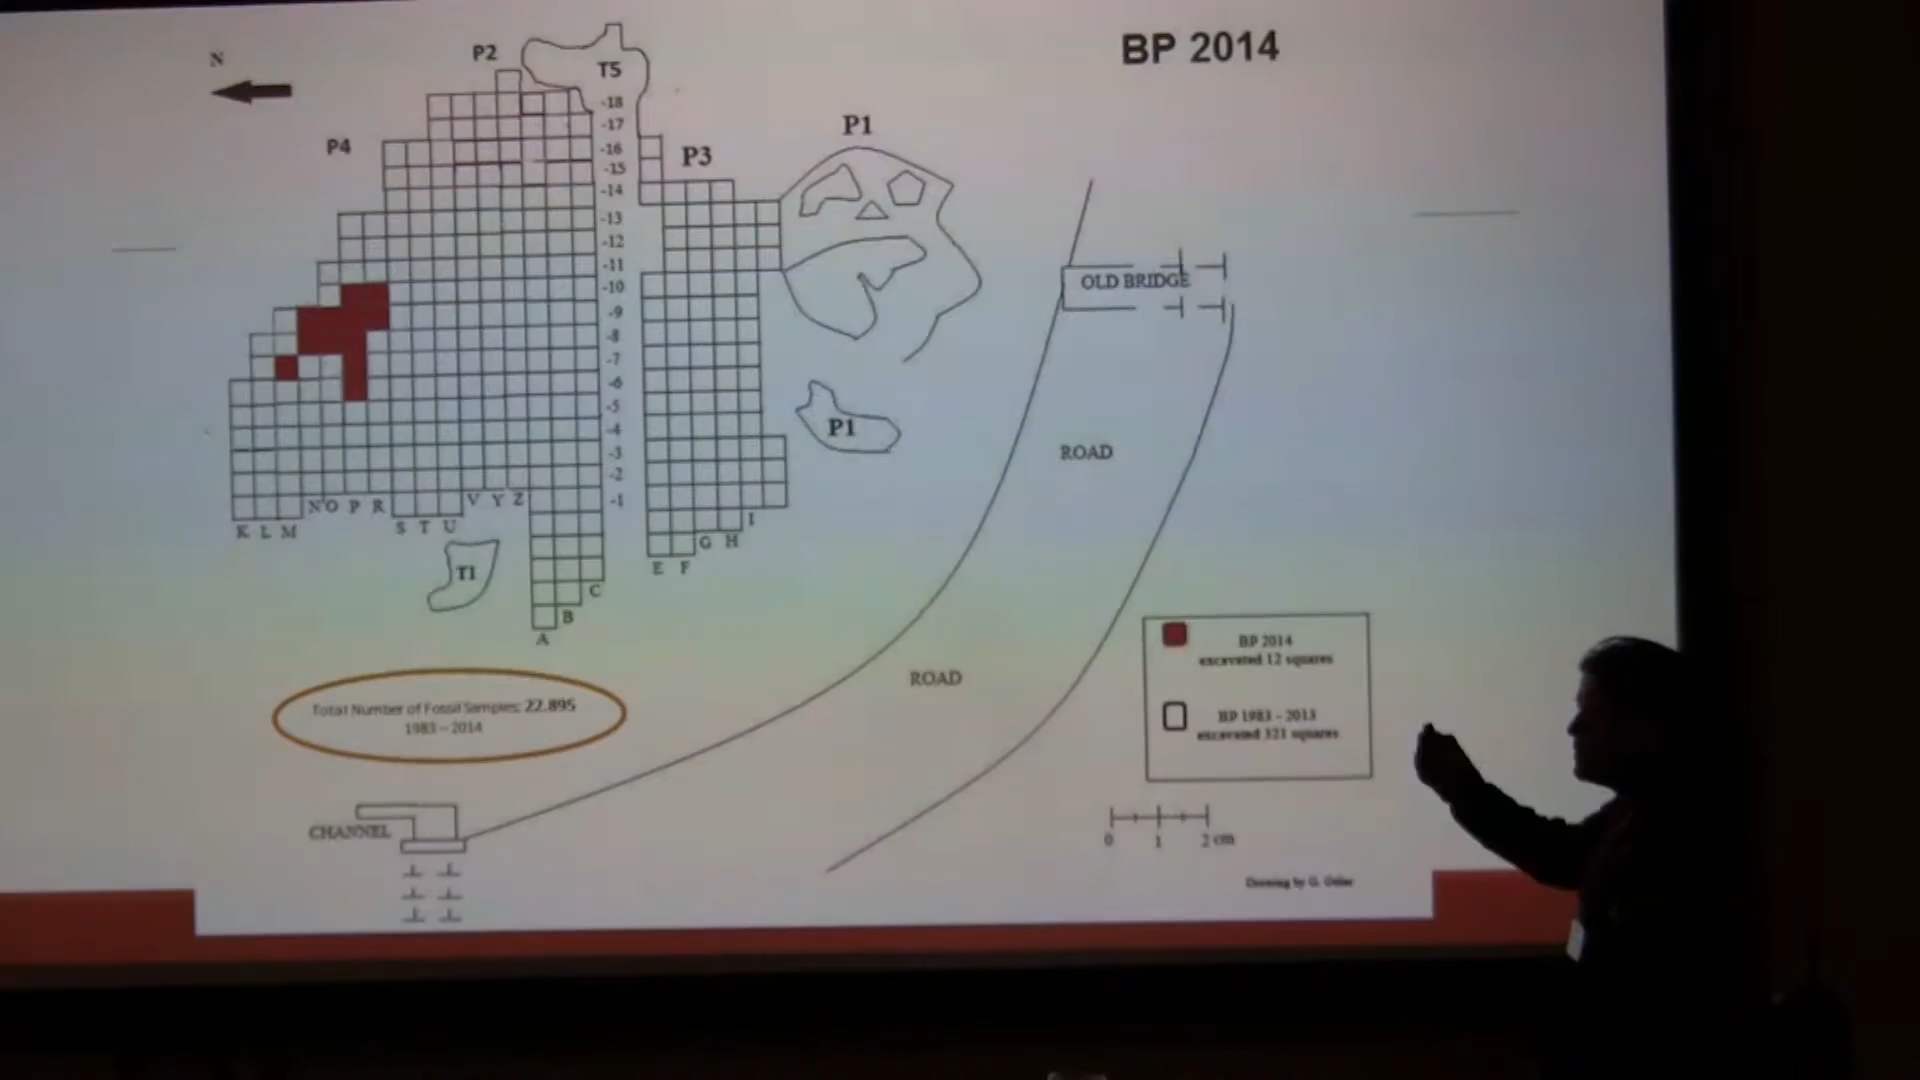 BP 2014
N
P2
T5
-18
-17
P4
-16
P3
P1
-15
-14
-13
-12
-11
-10
OLD BRIDGE
-9
-8
-7
-6
-5
P1
-4
ROAD
-3
-2
-1
K L M N O P R S T U V Y Z
I
G H
E F
T1
C
B
A
BP 2014
excavated 12 squares
ROAD
Total Number of Fossil Samples: 22.895
1983 – 2014
BP 1983 - 2013
excavated 321 squares
CHANNEL
0 1 2 cm
Drawing by G.